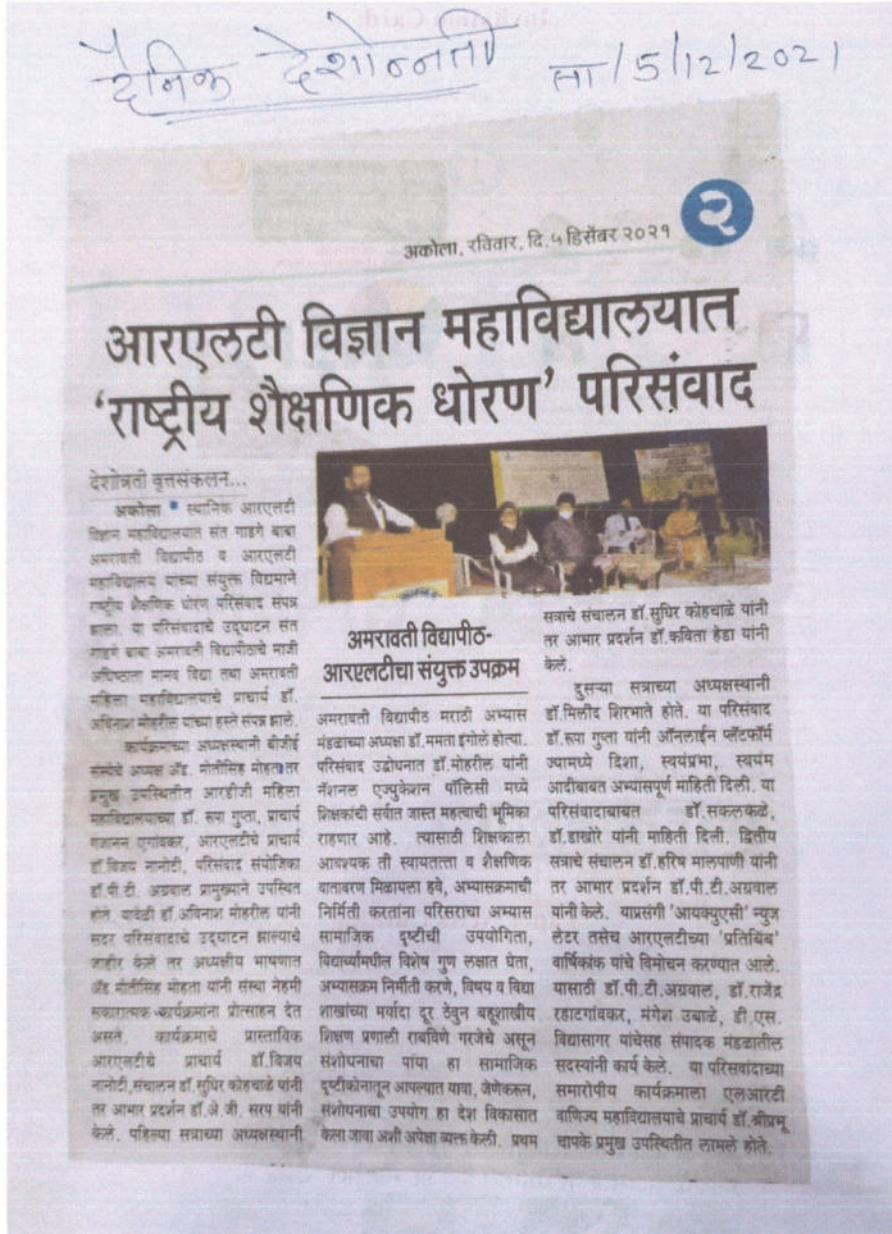 दैनिक देशोन्नती ता/5/12/2021
२
अकोला, रविवार, दि.५ डिसेंबर २०२१
आरएलटी विज्ञान महाविद्यालयात
‘राष्ट्रीय शैक्षणिक धोरण’ परिसंवाद
देशोन्नती वृत्तसंकलन...
अकोला स्थानिक आरएलटी
विज्ञान महाविद्यालयात संत गाडगे बाबा
अमरावती विद्यापीठ व आरएलटी
महाविद्यालय यांच्या संयुक्त विद्यमाने
राष्ट्रीय शैक्षणिक धोरण परिसंवाद संपन्न
झाला. या परिसंवादाचे उद्घाटन संत
गाडगे बाबा अमरावती विद्यापीठाचे माजी
अधिष्ठाता मानव विद्या तथा अमरावती
महिला महाविद्यालयाचे प्राचार्य डॉ.
अविनाश मोहरील यांच्या हस्ते संपन्न झाले.
कार्यक्रमाच्या अध्यक्षस्थानी बीजीई
संस्थेचे अध्यक्ष अॅड. मोतीसिंह मोहता तर
प्रमुख उपस्थितीत आरडीजी महिला
महाविद्यालयाच्या डॉ. रूपा गुप्ता, प्राचार्य
गजानन एगांवकर, आरएलटीचे प्राचार्य
डॉ.विजय नानोटी, परिसंवाद संयोजिका
डॉ.पी.टी. अग्रवाल प्रामुख्याने उपस्थित
होते. यावेळी डॉ.अविनाश मोहरील यांनी
सदर परिसंवादाचे उद्घाटन झाल्याचे
जाहीर केले तर अध्यक्षीय भाषणात
अॅड मोतीसिंह मोहता यांनी संस्था नेहमी
सकारात्मक कार्यक्रमांना प्रोत्साहन देत
असते. कार्यक्रमाचे प्रास्ताविक
आरएलटीचे प्राचार्य डॉ.विजय
नानोटी,संचालन डॉ.सुधिर कोहचाळे यांनी
तर आभार प्रदर्शन डॉ.अे.जी. सरप यांनी
केले. पहिल्या सत्राच्या अध्यक्षस्थानी
अमरावती विद्यापीठ-
आरएलटीचा संयुक्त उपक्रम
अमरावती विद्यापीठ मराठी अभ्यास
मंडळाच्या अध्यक्षा डॉ.ममता इंगोले होत्या.
परिसंवाद उद्बोधनात डॉ.मोहरील यांनी
नॅशनल एज्युकेशन पॉलिसी मध्ये
शिक्षकांची सर्वात जास्त महत्वाची भूमिका
राहणार आहे. त्यासाठी शिक्षकाला
आवश्यक ती स्वायतत्ता व शैक्षणिक
वातावरण मिळायला हवे, अभ्यासक्रमाची
निर्मिती करतांना परिसराचा अभ्यास
सामाजिक दृष्टीची उपयोगिता,
विद्यार्थ्यांमधील विशेष गुण लक्षात घेता,
अभ्यासक्रम निर्मीती करणे, विषय व विद्या
शाखांच्या मर्यादा दूर ठेवुन बहूशाखीय
शिक्षण प्रणाली राबविणे गरजेचे असून
संशोधनाचा पाया हा सामाजिक
दृष्टीकोनातून आपल्यात यावा, जेणेकरून,
संशोधनाचा उपयोग हा देश विकासात
केला जावा अशी अपेक्षा व्यक्त केली. प्रथम
सत्राचे संचालन डॉ.सुधिर कोहचाळे यांनी
तर आभार प्रदर्शन डॉ.कविता हेडा यांनी
केले.
दुसऱ्या सत्राच्या अध्यक्षस्थानी
डॉ.मिलींद शिरभाते होते. या परिसंवाद
डॉ.रूपा गुप्ता यांनी ऑनलाईन प्लॅटफॉर्म
ज्यामध्ये दिशा, स्वयंप्रभा, स्वयंम
आदीबाबत अभ्यासपूर्ण माहिती दिली. या
परिसंवादाबाबत डॉ.सकलकळे,
डॉ.डाखोरे यांनी माहिती दिली. द्वितीय
सत्राचे संचालन डॉ.हरिष मालपाणी यांनी
तर आभार प्रदर्शन डॉ.पी.टी.अग्रवाल
यांनी केले. याप्रसंगी ‘आयक्युएसी’ न्युज
लेटर तसेच आरएलटीच्या ‘प्रतिबिंब’
वार्षिकांक यांचे विमोचन करण्यात आले.
यासाठी डॉ.पी.टी.अग्रवाल, डॉ.राजेंद्र
रहाटगांवकर, मंगेश उबाळे, डी.एस.
विद्यासागर यांचेसह संपादक मंडळातील
सदस्यांनी कार्य केले. या परिसंवादाच्या
समारोपीय कार्यक्रमाला एलआरटी
वाणिज्य महाविद्यालयाचे प्राचार्य डॉ.श्रीप्रभू
चापके प्रमुख उपस्थितीत लाभले होते.